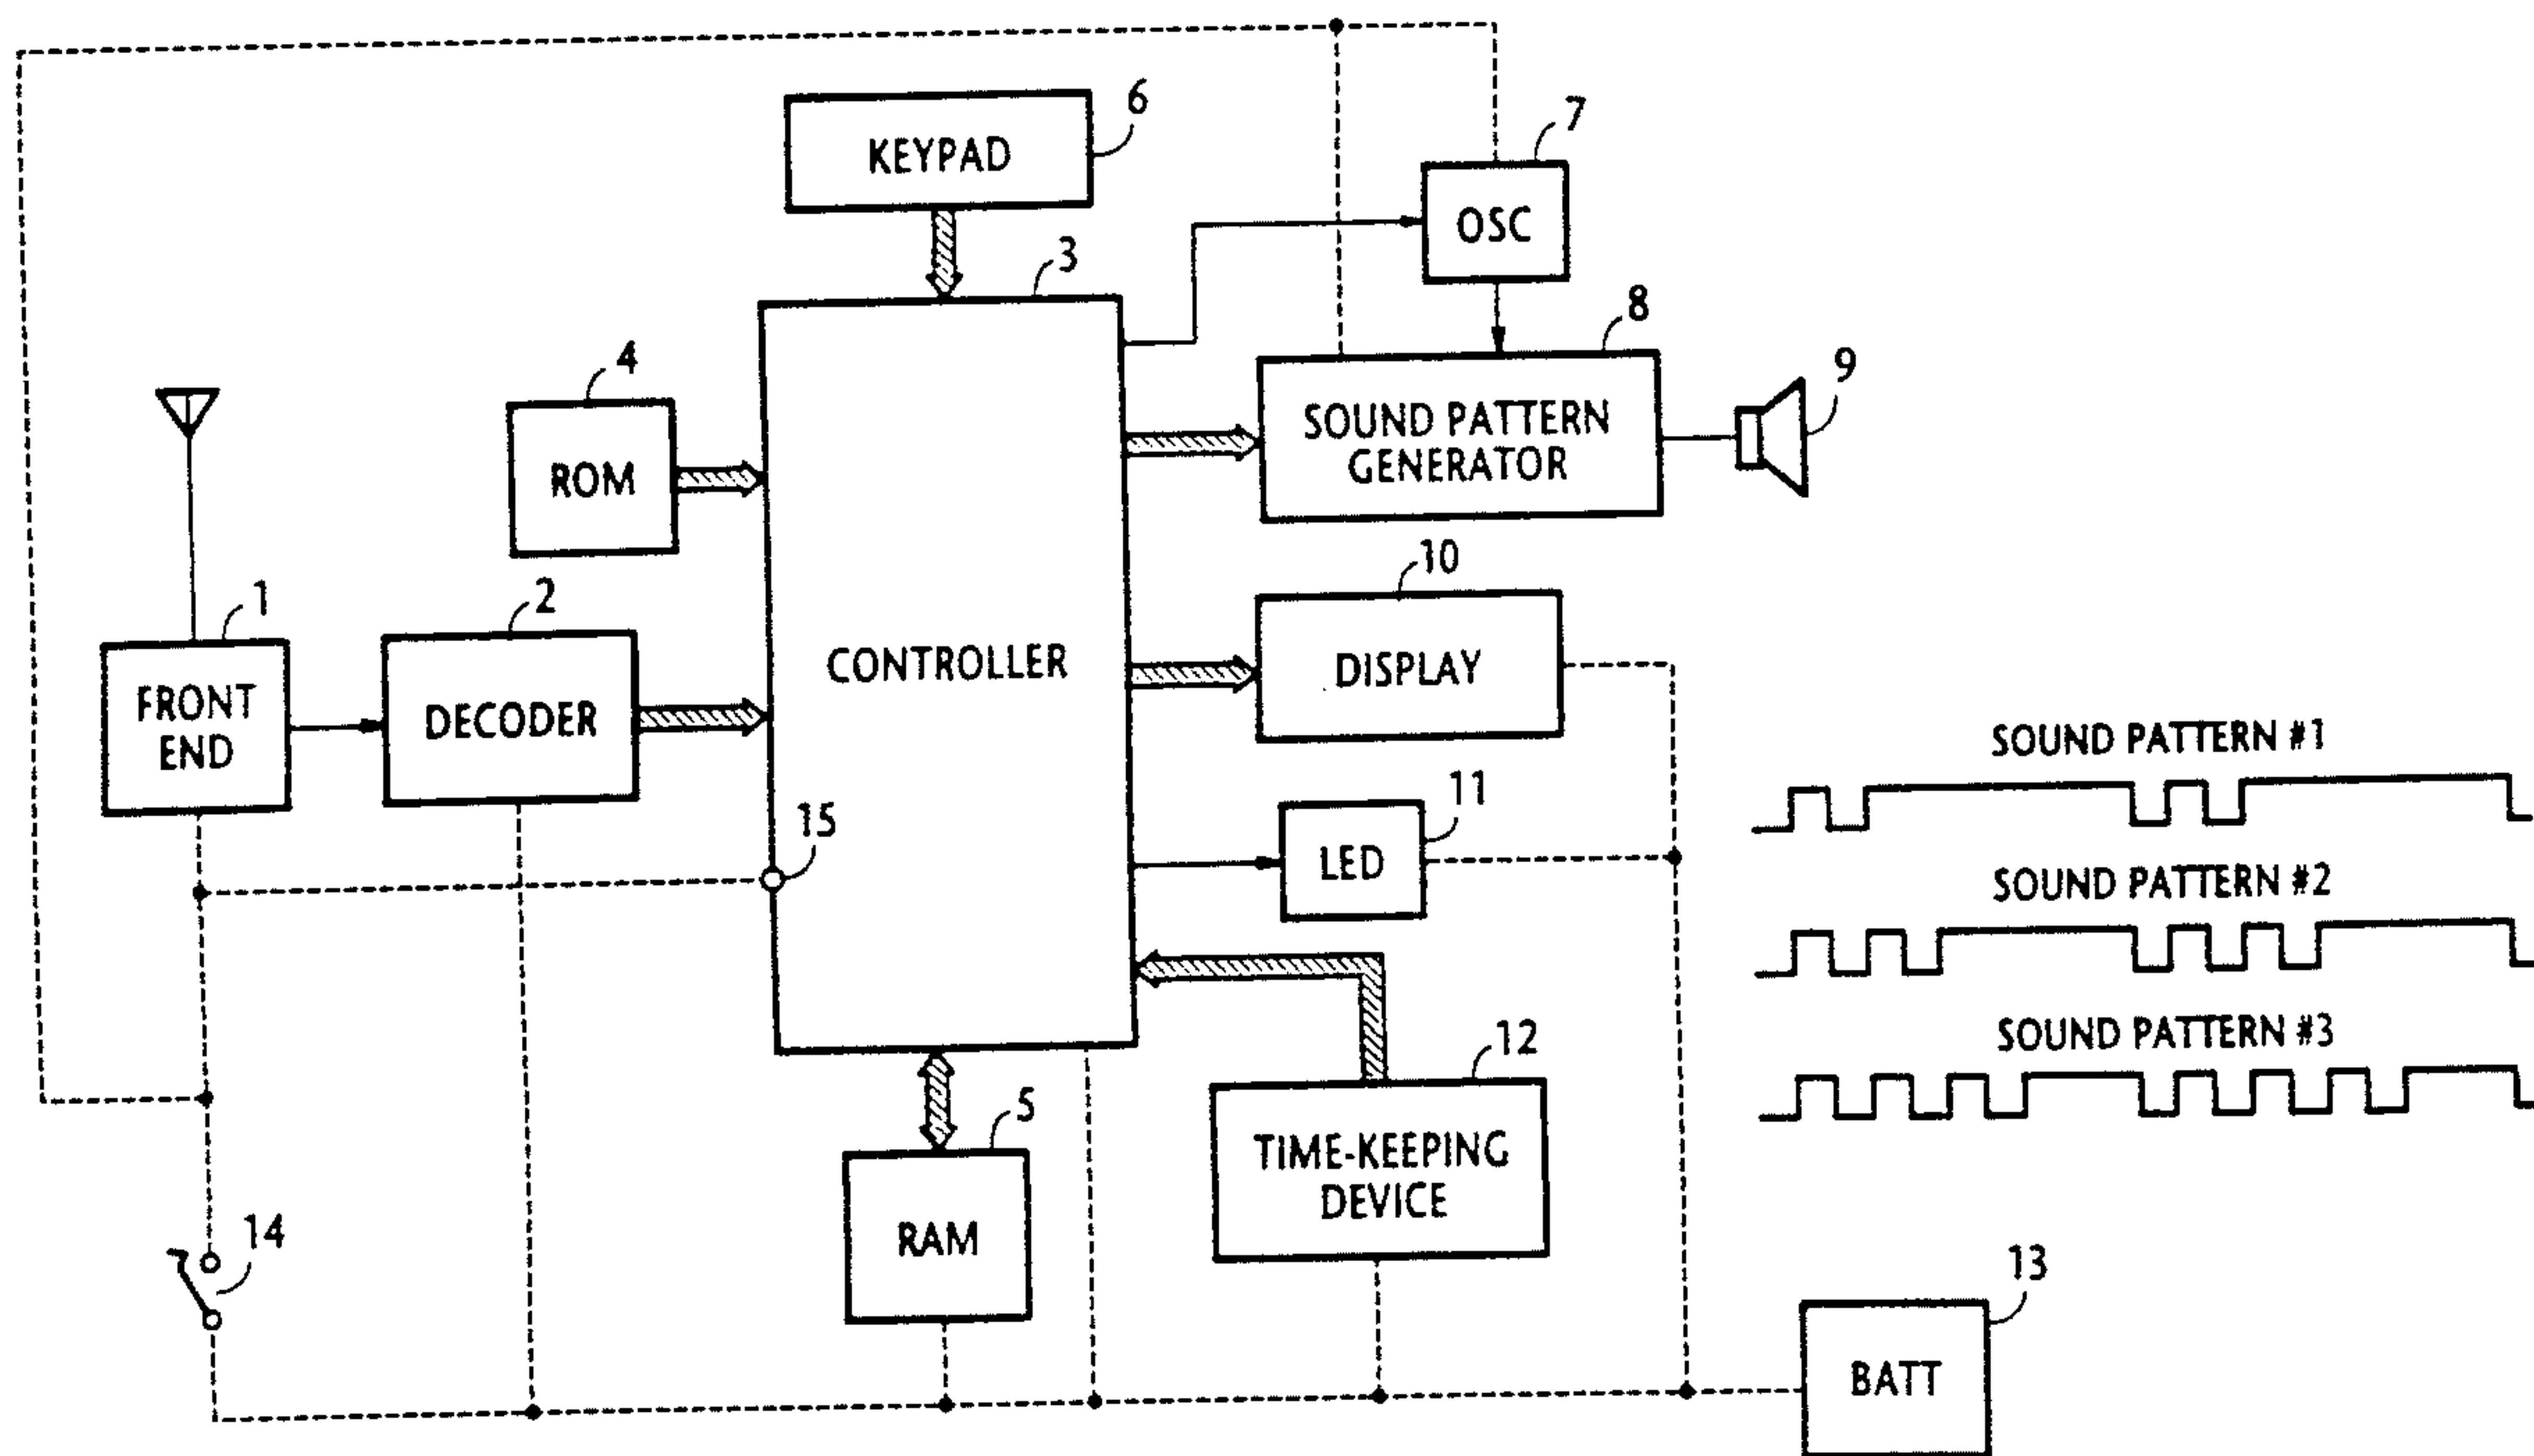 6
KEYPAD
7
OSC
3
8
SOUND PATTERN
GENERATOR
9
4
ROM
10
DISPLAY
1
FRONT
END
2
DECODER
CONTROLLER
15
11
LED
SOUND PATTERN #1
SOUND PATTERN #2
SOUND PATTERN #3
12
TIME-KEEPING
DEVICE
5
RAM
14
13
BATT